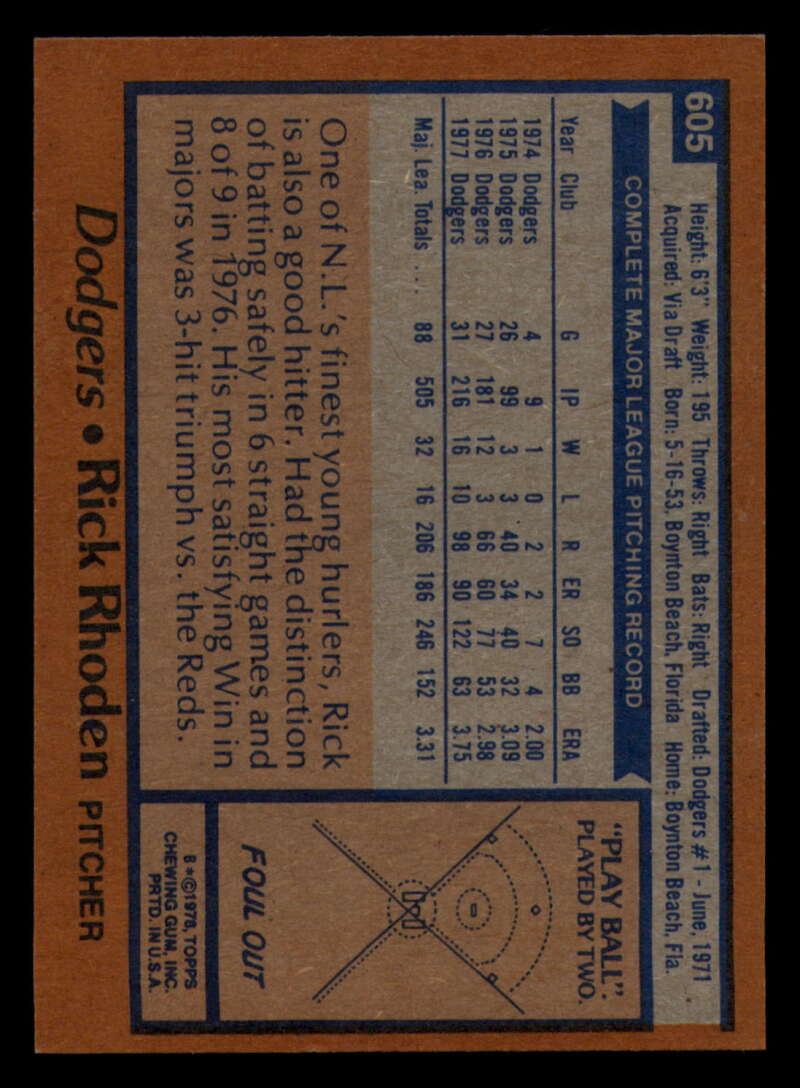 605
Height: 6'3" Weight: 195 Throws: Right Bats: Right Drafted: Dodgers #1 - June, 1971
Acquired: Via Draft Born: 5-16-53, Boynton Beach, Florida Home: Boynton Beach, Fla.
COMPLETE MAJOR LEAGUE PITCHING RECORD
Year Club G IP W L R ER SO BB ERA
1974 Dodgers 4 9 1 0 2 2 7 4 2.00
1975 Dodgers 26 99 3 3 40 34 40 32 3.09
1976 Dodgers 27 181 12 3 66 60 77 53 2.98
1977 Dodgers 31 216 16 10 98 90 122 63 3.75
Maj. Lea. Totals .... 88 505 32 16 206 186 246 152 3.31
One of N.L.'s finest young hurlers, Rick
is also a good hitter. Had the distinction
of batting safely in 6 straight games and
8 of 9 in 1976. His most satisfying Win in
majors was 3-hit triumph vs. the Reds.
"PLAY BALL":
PLAYED BY TWO.
FOUL OUT
B*©1978, TOPPS
CHEWING GUM, INC.
PRTD. IN U.S.A.
Dodgers • Rick Rhoden PITCHER